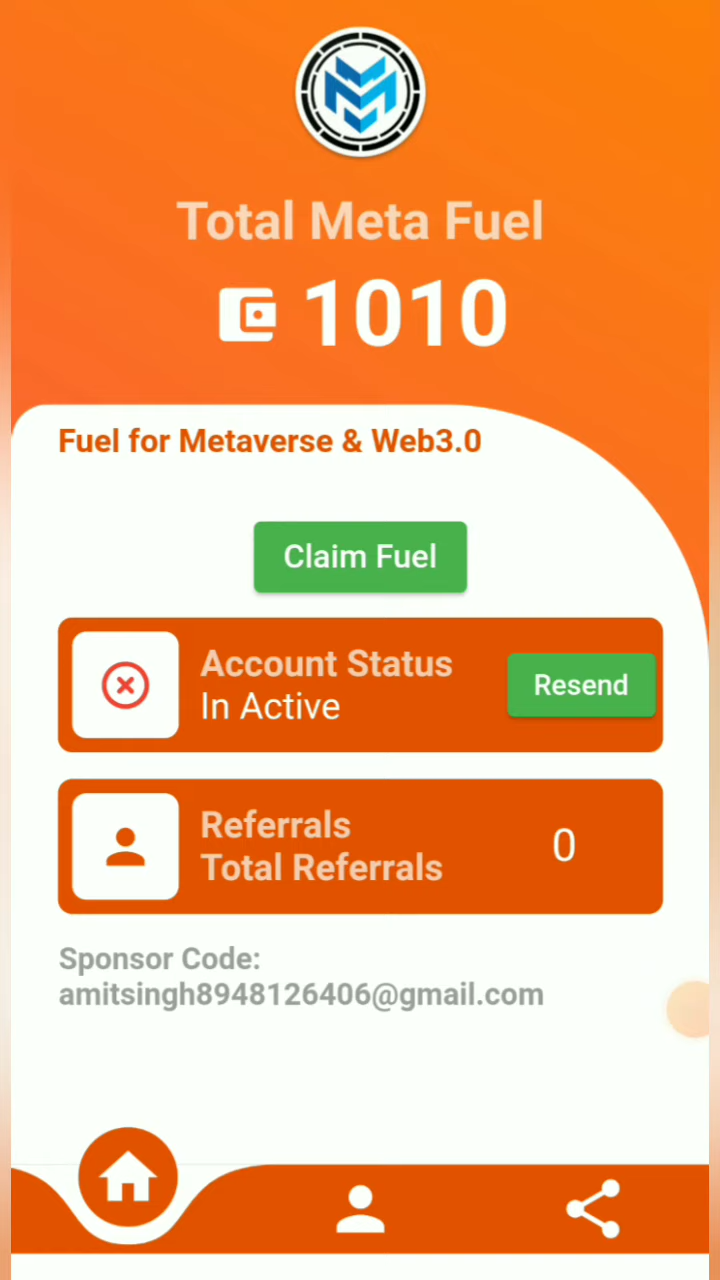 Total Meta Fuel
1010
Fuel for Metaverse & Web3.0
Claim Fuel
Account Status
In Active
Resend
Referrals
Total Referrals
0
Sponsor Code:
amitsingh8948126406@gmail.com